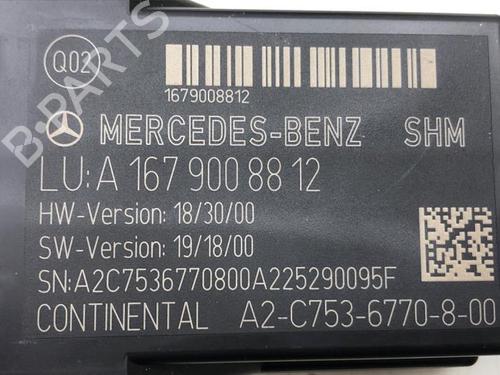 Q02
1679008812
MERCEDES-BENZ SHM
LU: A 167 900 88 12
HW-Version: 18/30/00
SW-Version: 19/18/00
SN:A2C7536770800A225290095F
CONTINENTAL A2-C753-6770-8-00
B-PARTS